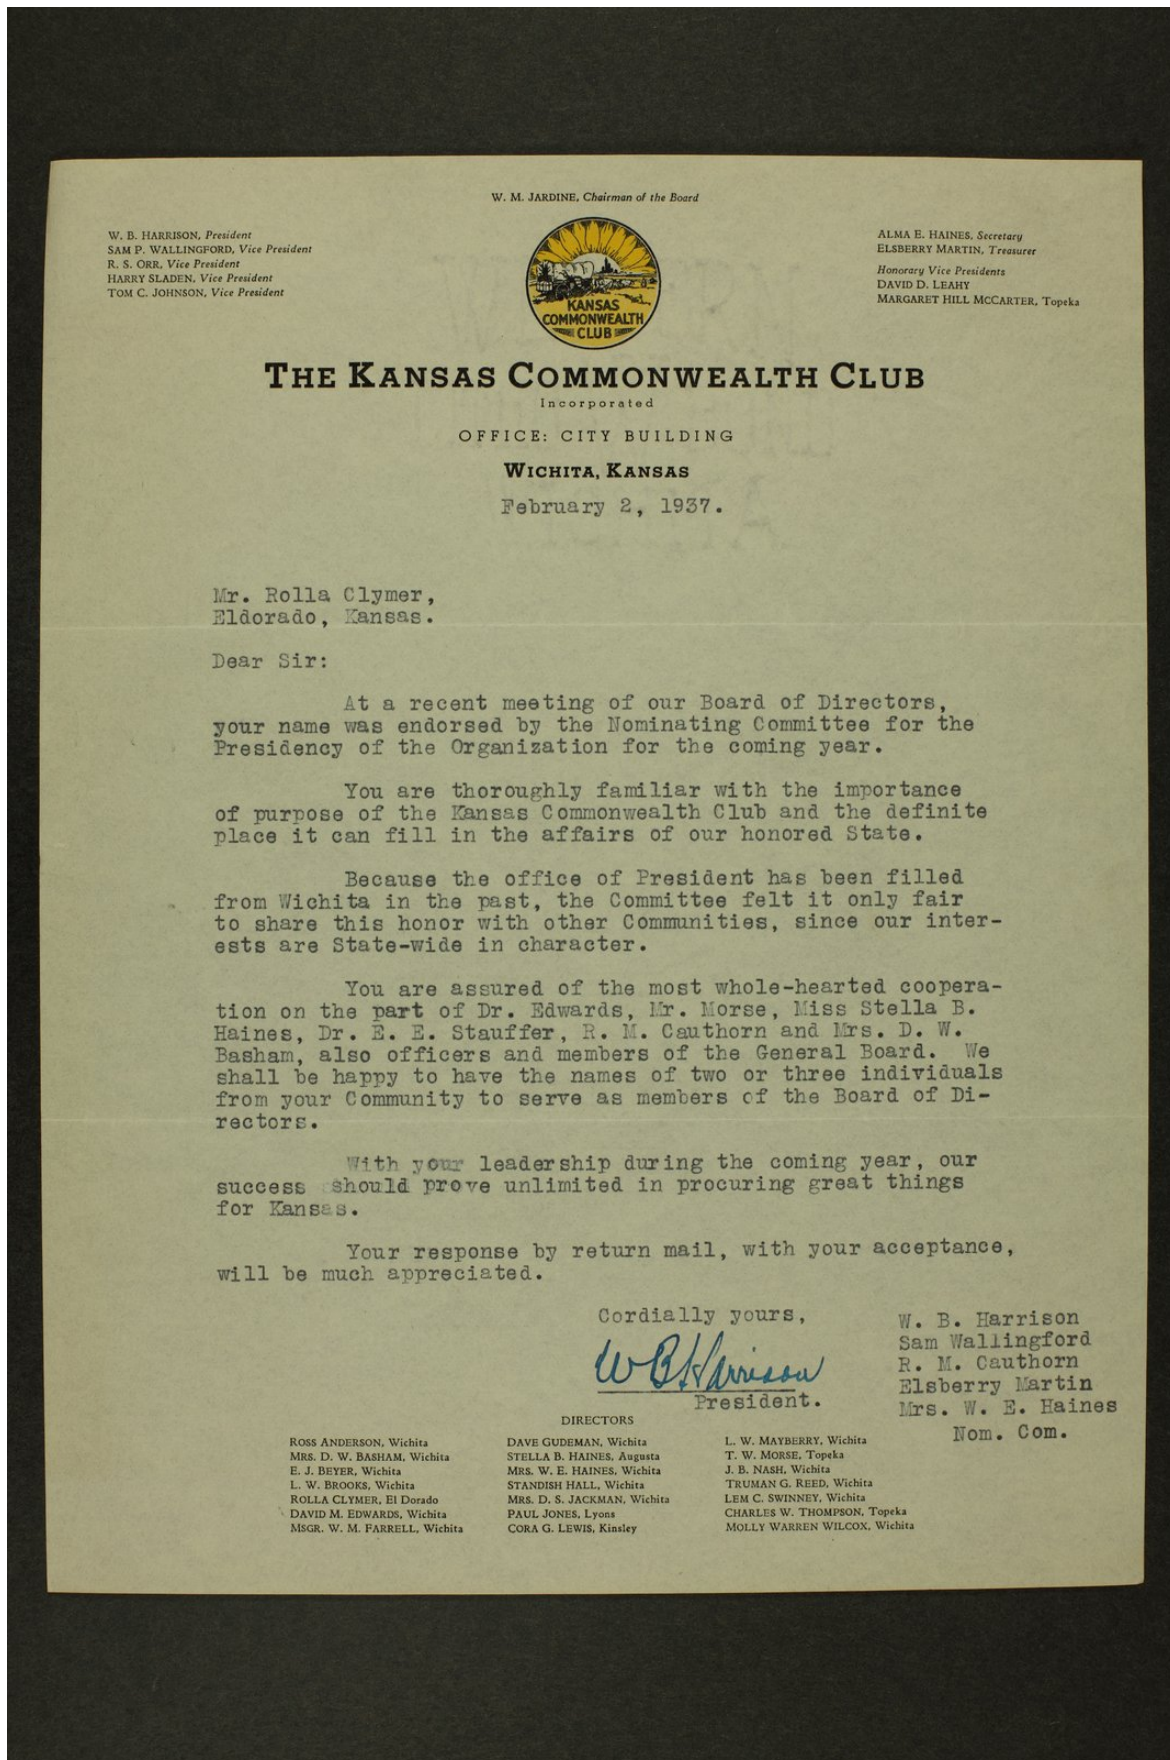 W. M. JARDINE, Chairman of the Board
W. B. HARRISON, President
SAM P. WALLINGFORD, Vice President
R. S. ORR, Vice President
HARRY SLADEN, Vice President
TOM C. JOHNSON, Vice President
ALMA E. HAINES, Secretary
ELSBERRY MARTIN, Treasurer
Honorary Vice Presidents
DAVID D. LEAHY
MARGARET HILL MCCARTER, Topeka
KANSAS
COMMONWEALTH
CLUB
THE KANSAS COMMONWEALTH CLUB
Incorporated
OFFICE: CITY BUILDING
WICHITA, KANSAS
February 2, 1937.
Mr. Rolla Clymer,
Eldorado, Kansas.
Dear Sir:
At a recent meeting of our Board of Directors,
your name was endorsed by the Nominating Committee for the
Presidency of the Organization for the coming year.
You are thoroughly familiar with the importance
of purpose of the Kansas Commonwealth Club and the definite
place it can fill in the affairs of our honored State.
Because the office of President has been filled
from Wichita in the past, the Committee felt it only fair
to share this honor with other Communities, since our inter-
ests are State-wide in character.
You are assured of the most whole-hearted coopera-
tion on the part of Dr. Edwards, Mr. Morse, Miss Stella B.
Haines, Dr. E. E. Stauffer, R. M. Cauthorn and Mrs. D. W.
Basham, also officers and members of the General Board. We
shall be happy to have the names of two or three individuals
from your Community to serve as members of the Board of Di-
rectors.
With your leadership during the coming year, our
success should prove unlimited in procuring great things
for Kansas.
Your response by return mail, with your acceptance,
will be much appreciated.
Cordially yours,
W B Harrison
President.
W. B. Harrison
Sam Wallingford
R. M. Cauthorn
Elsberry Martin
Mrs. W. E. Haines
Nom. Com.
DIRECTORS
ROSS ANDERSON, Wichita
MRS. D. W. BASHAM, Wichita
E. J. BEYER, Wichita
L. W. BROOKS, Wichita
ROLLA CLYMER, El Dorado
DAVID M. EDWARDS, Wichita
MSGR. W. M. FARRELL, Wichita
DAVE GUDEMAN, Wichita
STELLA B. HAINES, Augusta
MRS. W. E. HAINES, Wichita
STANDISH HALL, Wichita
MRS. D. S. JACKMAN, Wichita
PAUL JONES, Lyons
CORA G. LEWIS, Kinsley
L. W. MAYBERRY, Wichita
T. W. MORSE, Topeka
J. B. NASH, Wichita
TRUMAN G. REED, Wichita
LEM C. SWINNEY, Wichita
CHARLES W. THOMPSON, Topeka
MOLLY WARREN WILCOX, Wichita